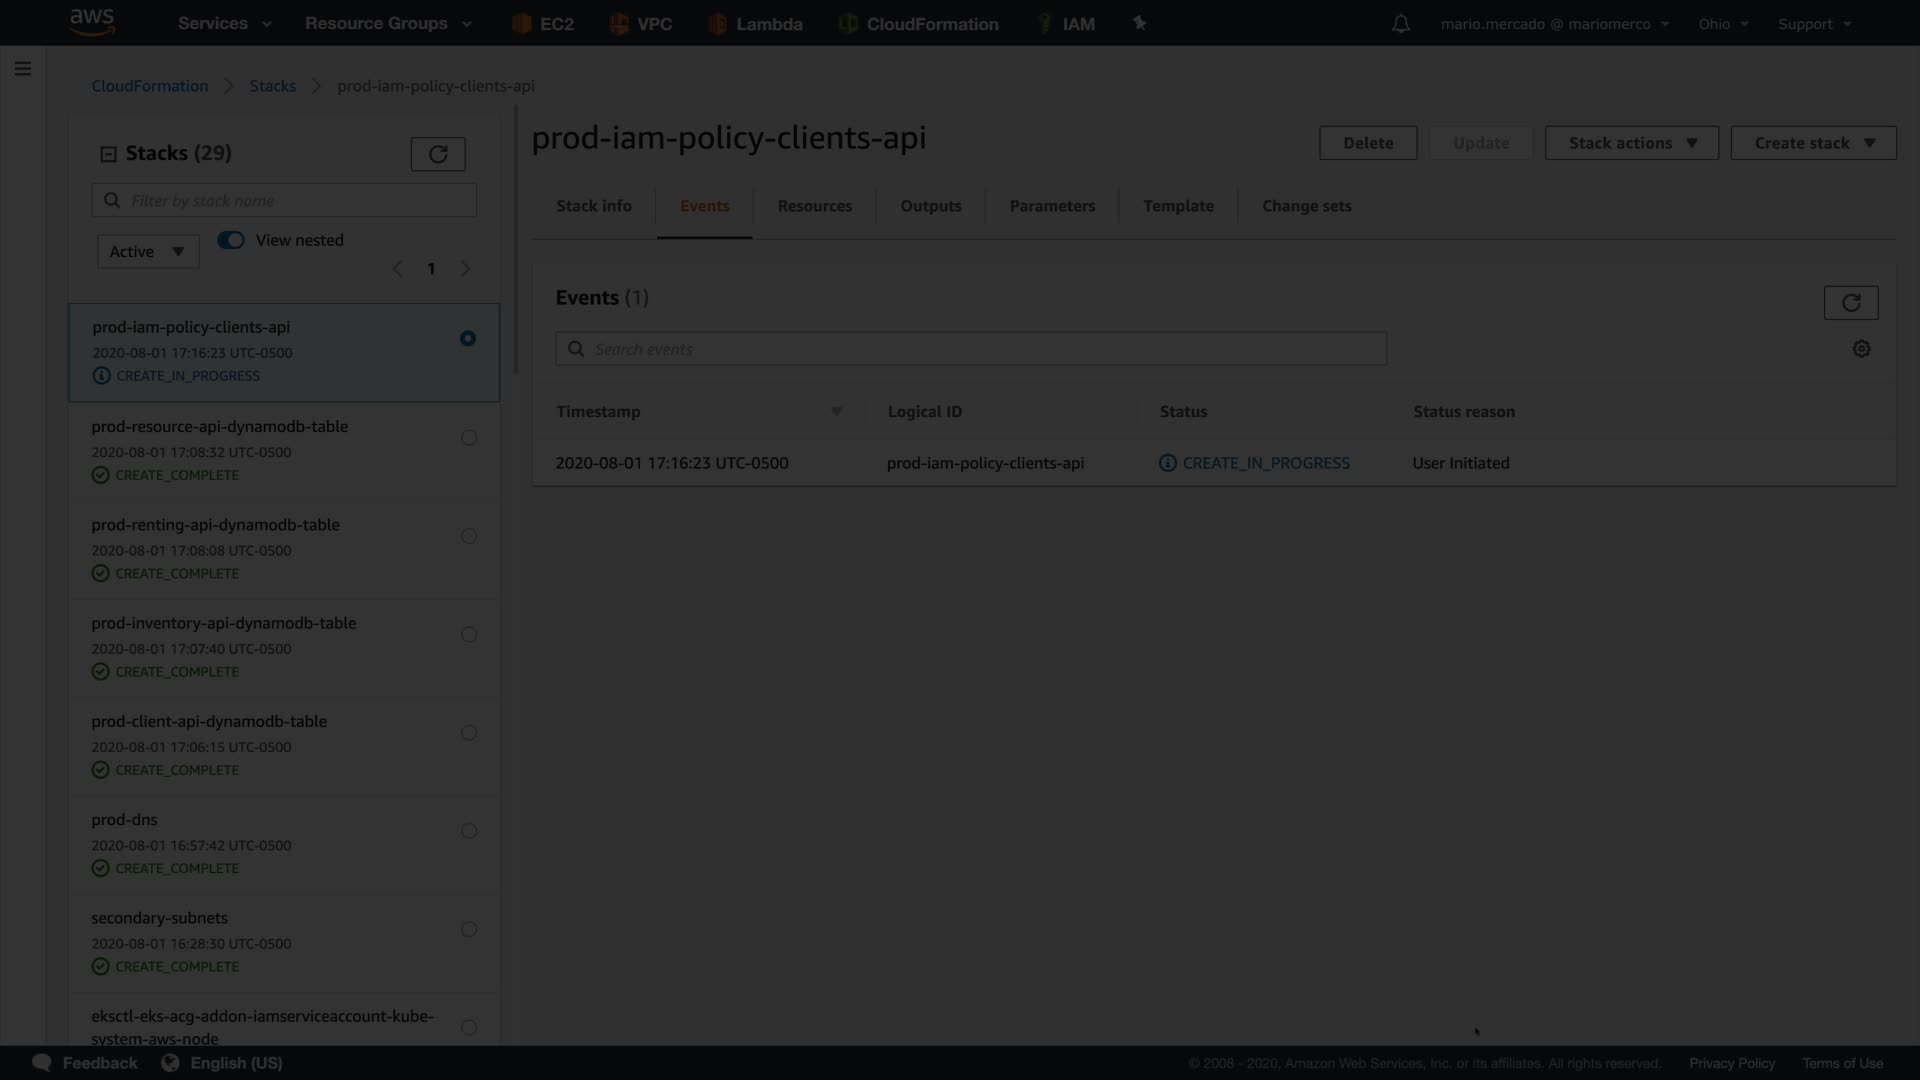 aws
Services
Resource Groups
EC2
VPC
Lambda
CloudFormation
IAM
mario.mercado @ mariomerco
Ohio
Support
CloudFormation
Stacks
prod-iam-policy-clients-api
Stacks (29)
Filter by stack name
Active
View nested
1
prod-iam-policy-clients-api
2020-08-01 17:16:23 UTC-0500
CREATE_IN_PROGRESS
prod-resource-api-dynamodb-table
2020-08-01 17:08:32 UTC-0500
CREATE_COMPLETE
prod-renting-api-dynamodb-table
2020-08-01 17:08:08 UTC-0500
CREATE_COMPLETE
prod-inventory-api-dynamodb-table
2020-08-01 17:07:40 UTC-0500
CREATE_COMPLETE
prod-client-api-dynamodb-table
2020-08-01 17:06:15 UTC-0500
CREATE_COMPLETE
prod-dns
2020-08-01 16:57:42 UTC-0500
CREATE_COMPLETE
secondary-subnets
2020-08-01 16:28:30 UTC-0500
CREATE_COMPLETE
eksctl-eks-acg-addon-iamserviceaccount-kube-
system-aws-node
prod-iam-policy-clients-api
Delete
Update
Stack actions
Create stack
Stack info
Events
Resources
Outputs
Parameters
Template
Change sets
Events (1)
Search events
Timestamp
Logical ID
Status
Status reason
2020-08-01 17:16:23 UTC-0500
prod-iam-policy-clients-api
CREATE_IN_PROGRESS
User Initiated
Feedback
English (US)
© 2008 - 2020, Amazon Web Services, Inc. or its affiliates. All rights reserved.
Privacy Policy
Terms of Use